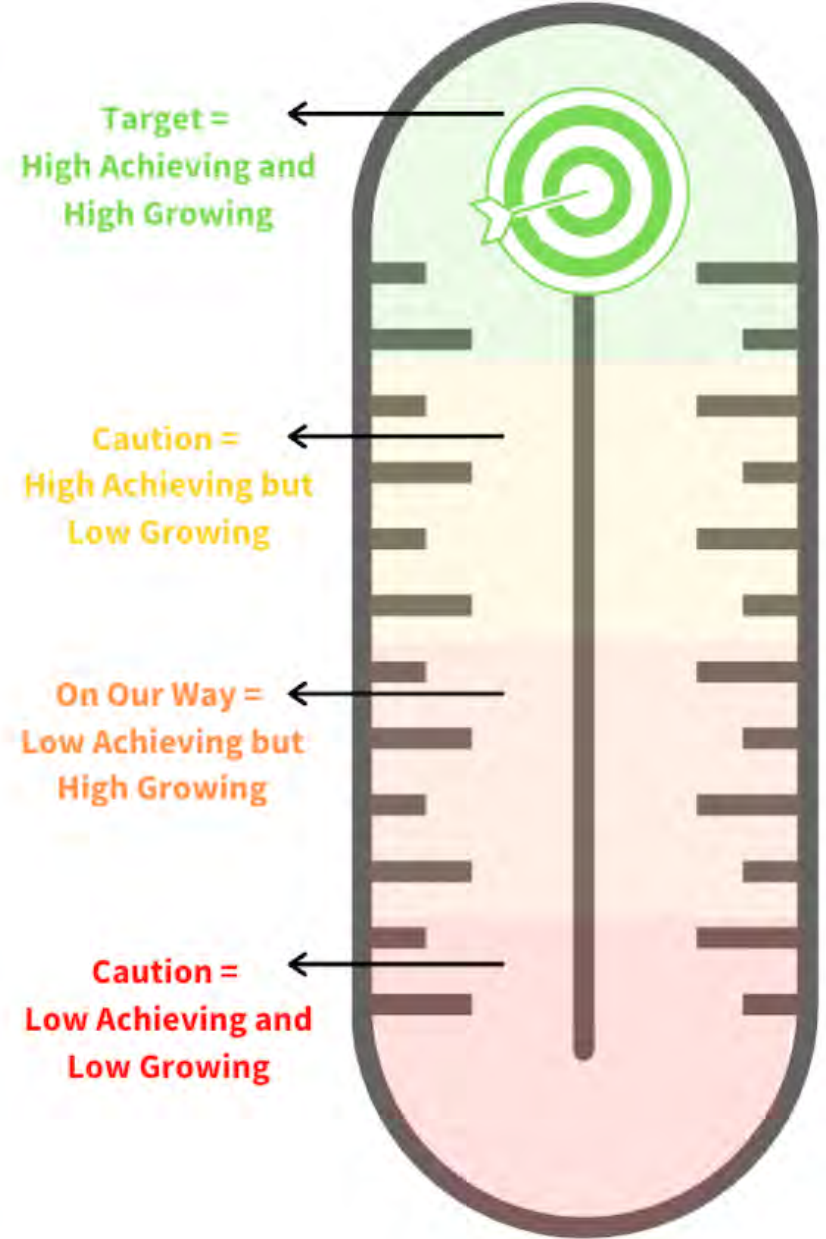 Target =
High Achieving and
High Growing
Caution =
High Achieving but
Low Growing
On Our Way =
Low Achieving but
High Growing
Caution =
Low Achieving and
Low Growing